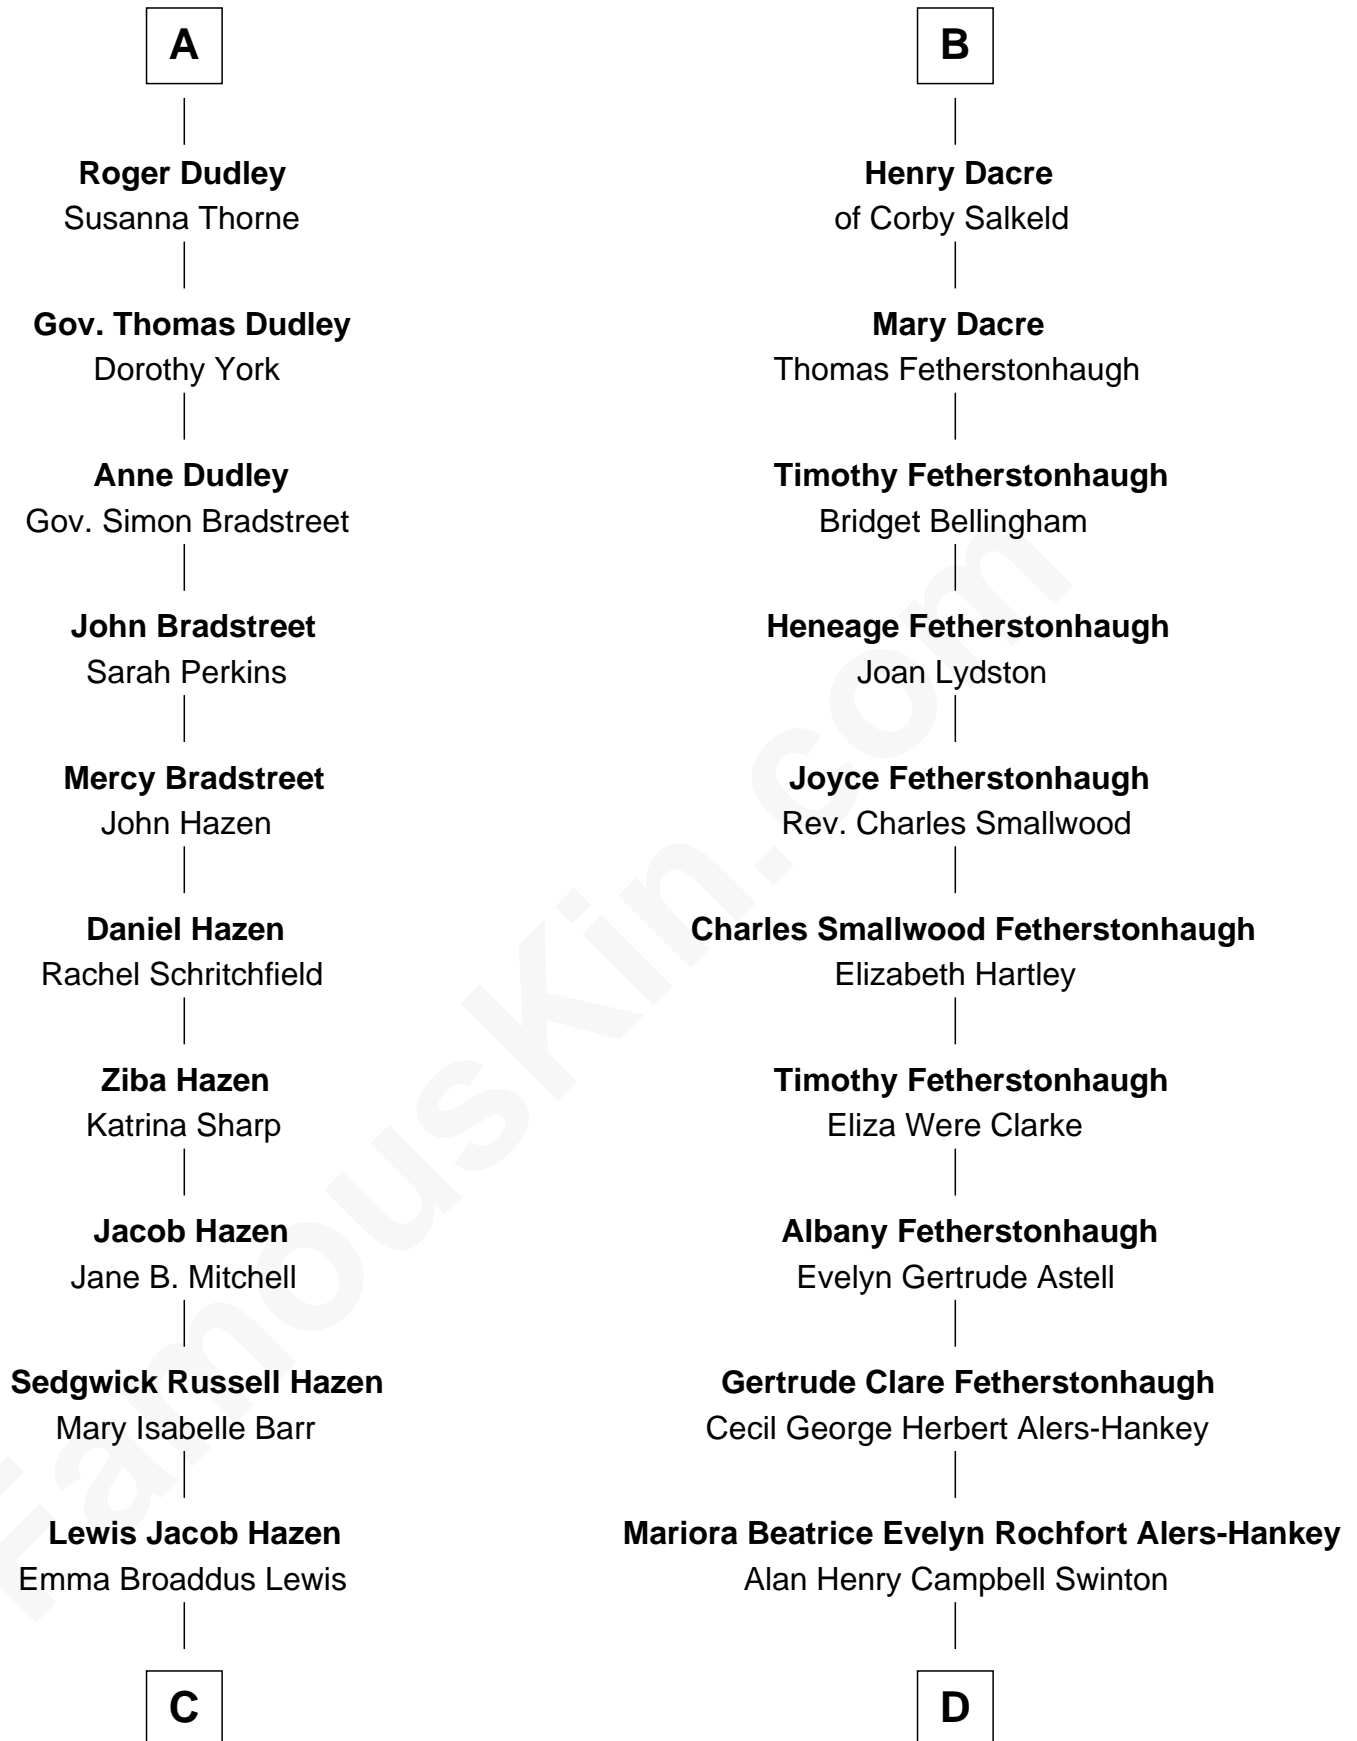 A
Roger Dudley
Susanna Thorne
Gov. Thomas Dudley
Dorothy York
Anne Dudley
Gov. Simon Bradstreet
John Bradstreet
Sarah Perkins
Mercy Bradstreet
John Hazen
Daniel Hazen
Rachel Schritchfield
Ziba Hazen
Katrina Sharp
Jacob Hazen
Jane B. Mitchell
Sedgwick Russell Hazen
Mary Isabelle Barr
Lewis Jacob Hazen
Emma Broaddus Lewis
C
B
Henry Dacre
of Corby Salkeld
Mary Dacre
Thomas Fetherstonhaugh
Timothy Fetherstonhaugh
Bridget Bellingham
Heneage Fetherstonhaugh
Joan Lydston
Joyce Fetherstonhaugh
Rev. Charles Smallwood
Charles Smallwood Fetherstonhaugh
Elizabeth Hartley
Timothy Fetherstonhaugh
Eliza Were Clarke
Albany Fetherstonhaugh
Evelyn Gertrude Astell
Gertrude Clare Fetherstonhaugh
Cecil George Herbert Alers-Hankey
Mariora Beatrice Evelyn Rochfort Alers-Hankey
Alan Henry Campbell Swinton
D
FamousKin.com